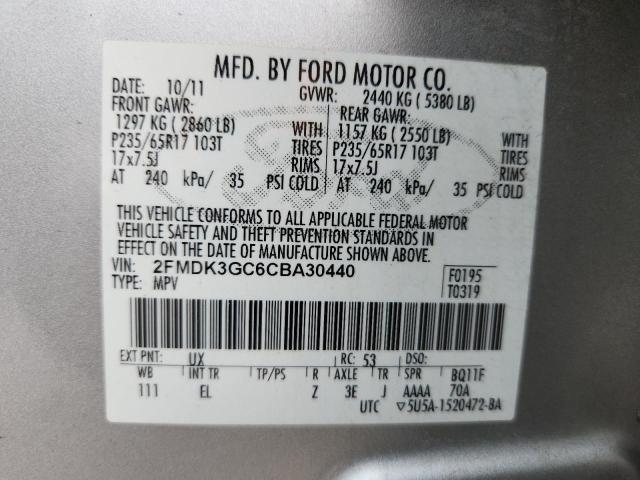 MFD. BY FORD MOTOR CO.
DATE: 10/11 GVWR: 2440 KG ( 5380 LB)
FRONT GAWR: REAR GAWR:
1297 KG ( 2860 LB) WITH 1157 KG ( 2550 LB) WITH
P235/65R17 103T TIRES P235/65R17 103T TIRES
17x7.5J RIMS 17x7.5J RIMS
AT 240 kPa/ 35 PSI COLD AT 240 kPa/ 35 PSI COLD
THIS VEHICLE CONFORMS TO ALL APPLICABLE FEDERAL MOTOR
VEHICLE SAFETY AND THEFT PREVENTION STANDARDS IN
EFFECT ON THE DATE OF MANUFACTURE SHOWN ABOVE.
VIN: 2FMDK3GC6CBA30440 F0195
TYPE: MPV T0319
EXT PNT: UX RC: 53 DSO:
WB INT TR TP/PS R AXLE TR SPR BQ11F
111 EL Z 3E J AAAA 70A
UTC ▽5U5A-1520472-BA